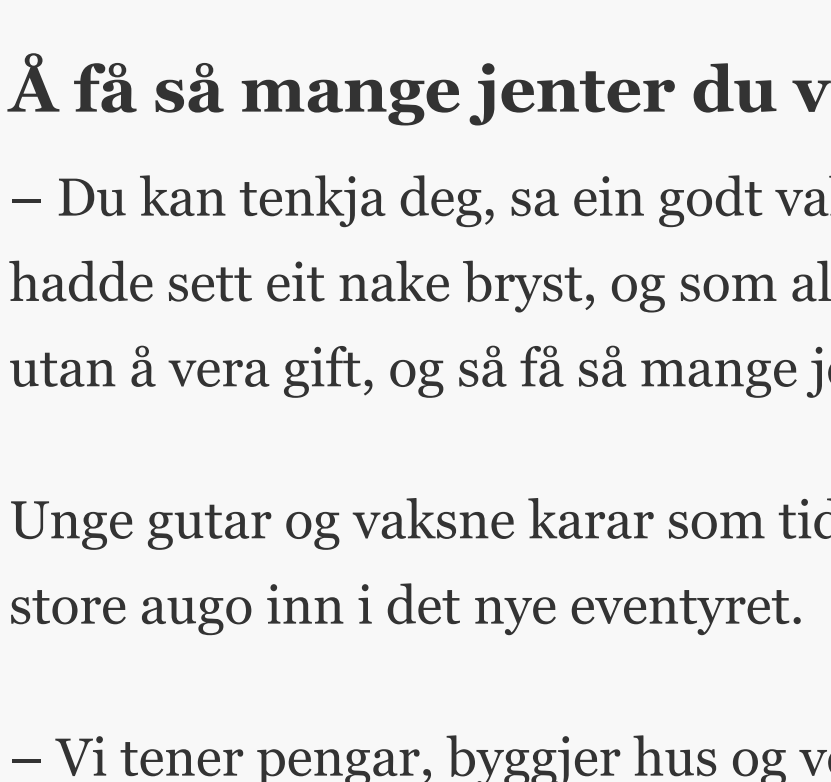 Å få så mange jenter du
– Du kan tenkja deg, sa ein godt
hadde sett eit nake bryst, og som
utan å vera gift, og så få så mange
Unge gutar og vaksne karar som
store augo inn i det nye eventyret.
– Vi tener pengar, byggjer hus og